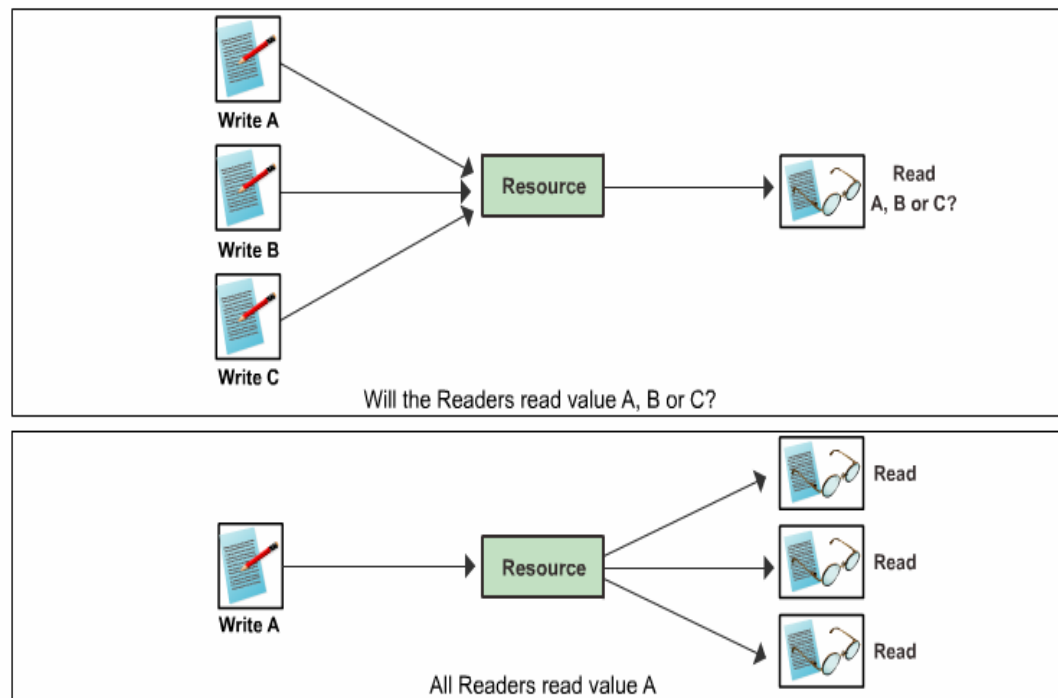 Write A
Write B
Write C
Resource
Read
A, B or C?
Will the Readers read value A, B or C?
Write A
Resource
Read
Read
Read
All Readers read value A